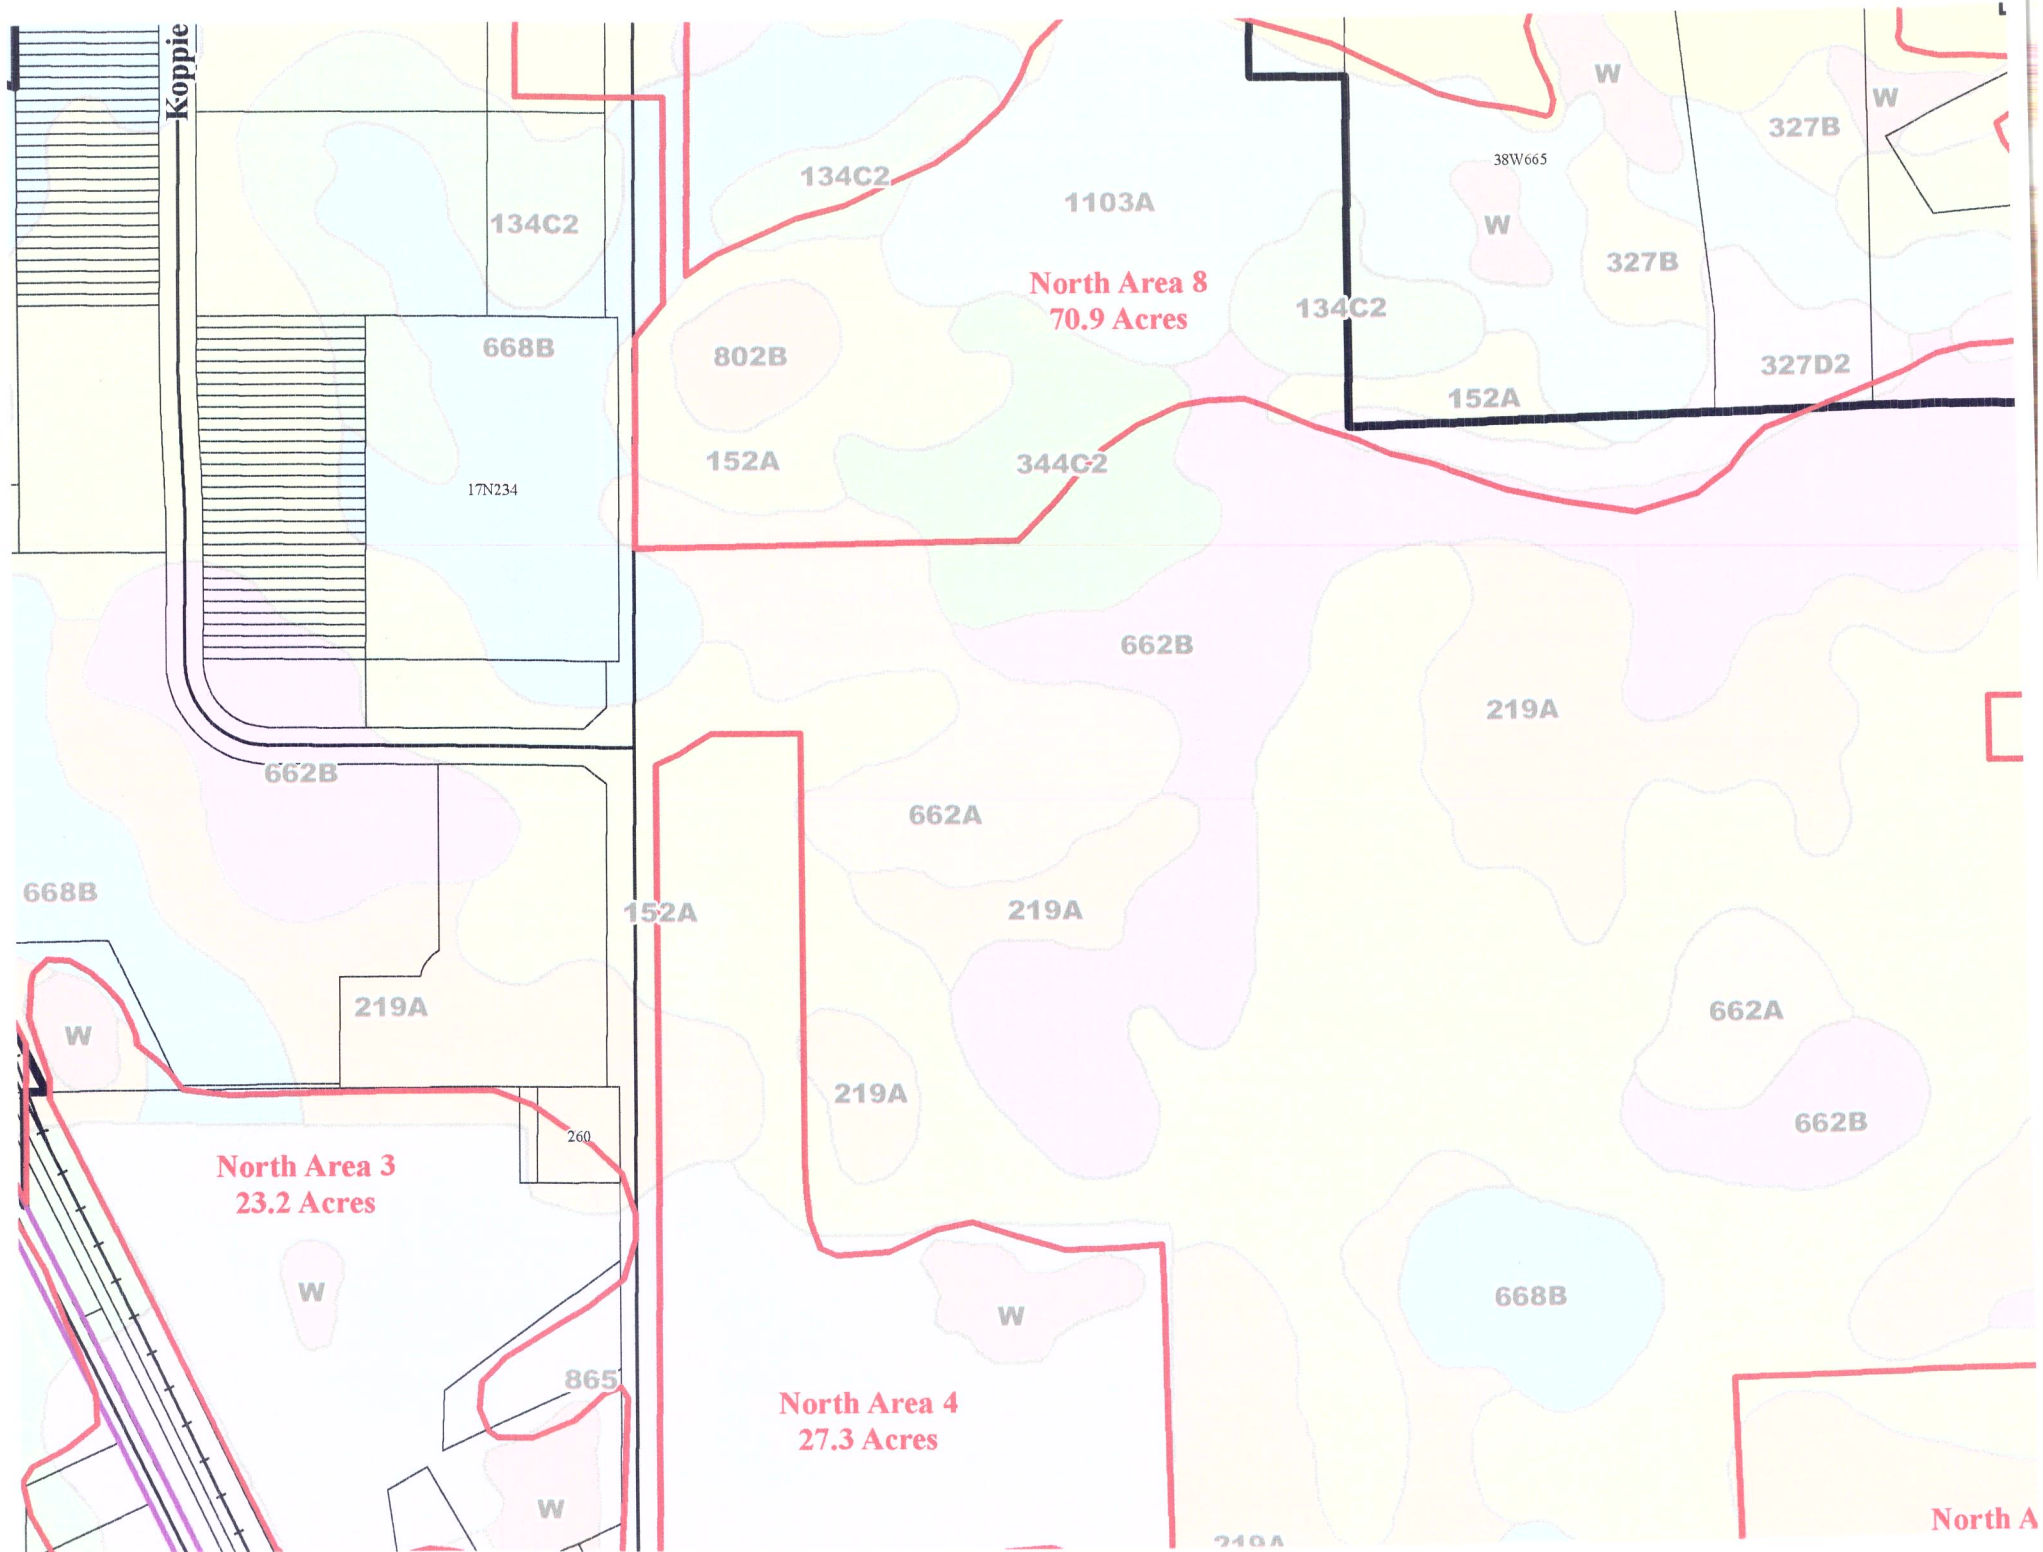 Koppie
W
W
327B
38W665
134C2
1103A
134C2
W
327B
North Area 8
70.9 Acres
134C2
668B
802B
327D2
152A
152A
344C2
17N234
662B
219A
662B
662A
668B
152A
219A
219A
662A
W
219A
662B
260
North Area 3
23.2 Acres
W
668B
W
865
North Area 4
27.3 Acres
W
North A
219A